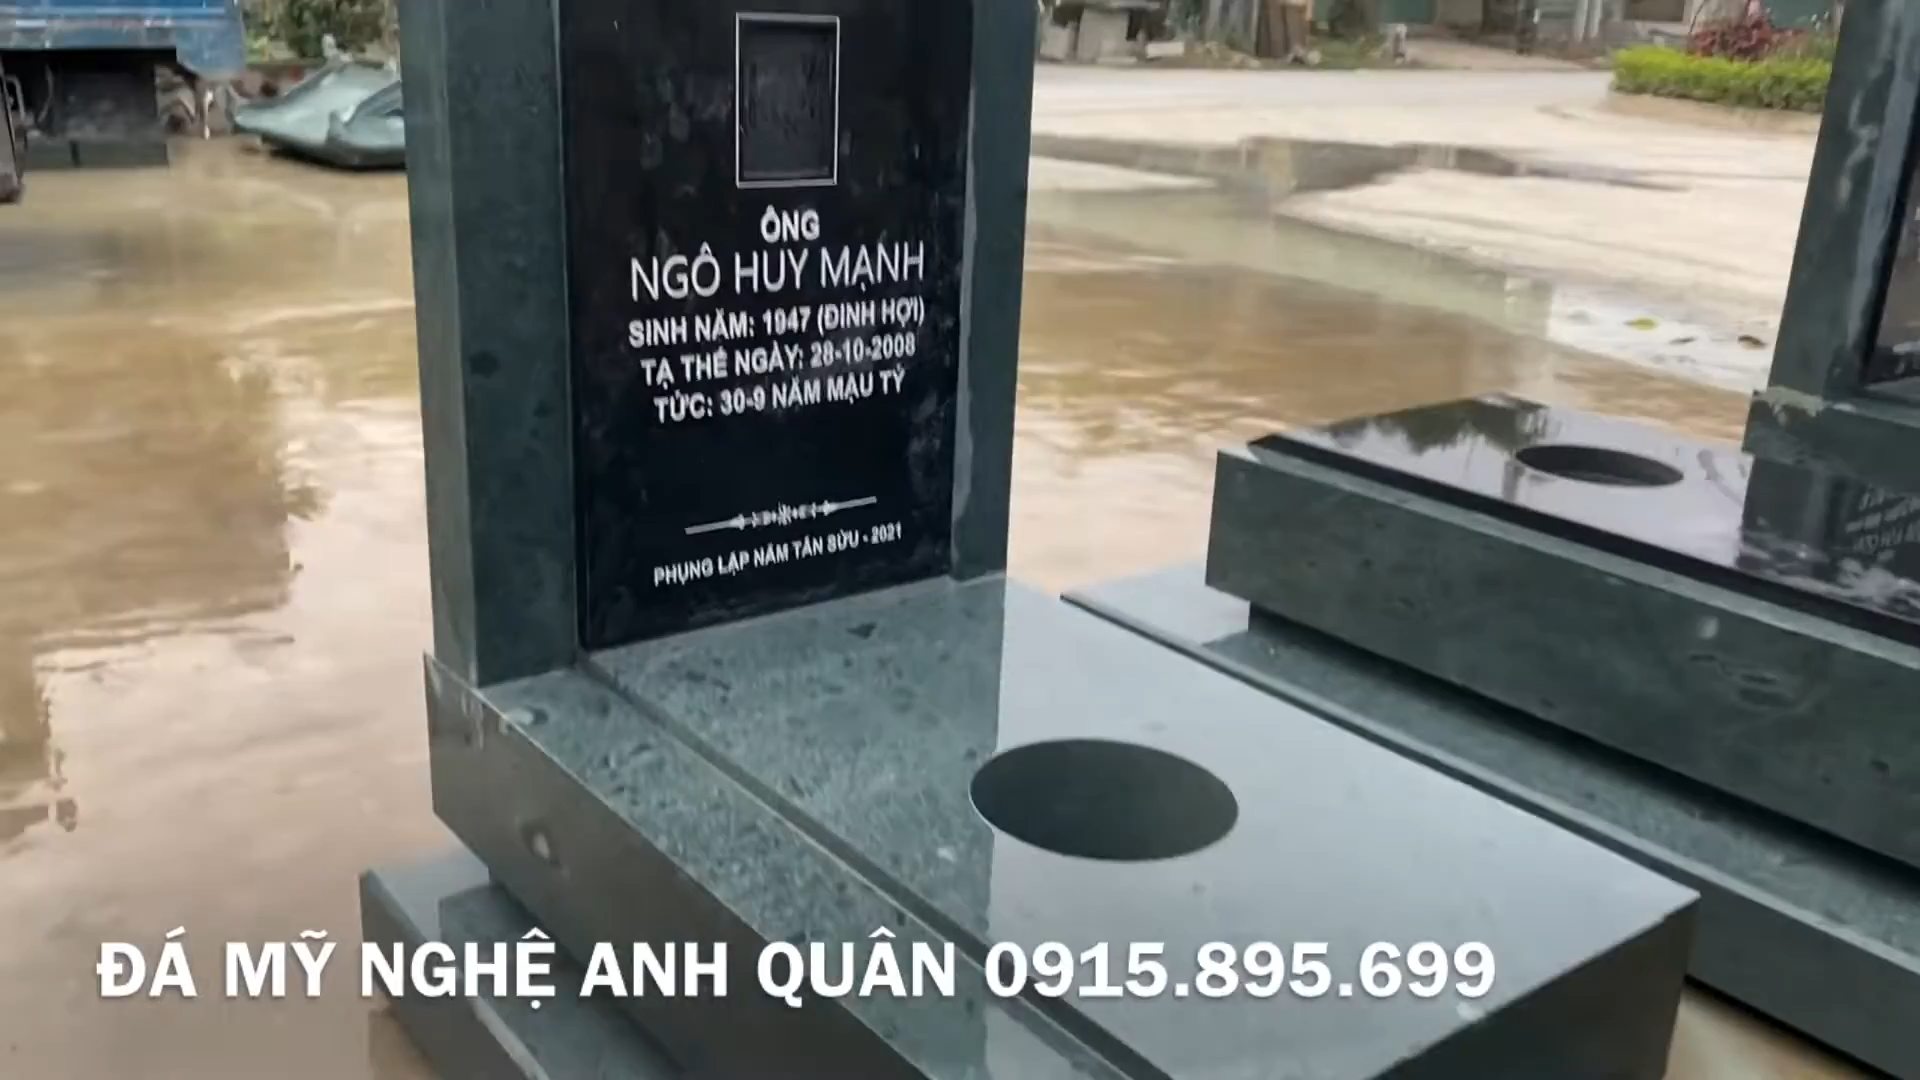 ÔNG
NGÔ HUY MẠNH
SINH NĂM: 1947 (ĐINH HỢI)
TẠ THẾ NGÀY: 28-10-2008
TỨC: 30-9 NĂM MẬU TÝ
PHỤNG LẬP NĂM TÂN SỬU - 2021
ĐÁ MỸ NGHỆ ANH QUÂN 0915.895.699